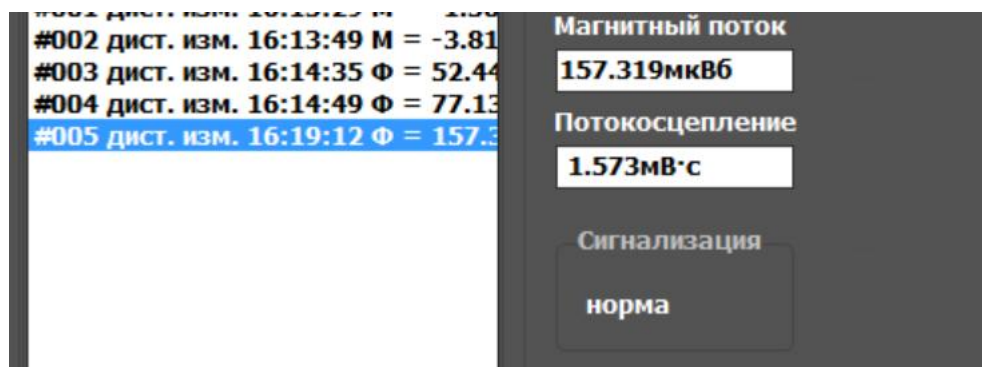 #002 дист. изм. 16:13:49 М = -3.81
#003 дист. изм. 16:14:35 Ф = 52.44
#004 дист. изм. 16:14:49 Ф = 77.13
#005 дист. изм. 16:19:12 Ф = 157.3
Магнитный поток
157.319мкВб
Потокосцепление
1.573мВ·с
Сигнализация
норма